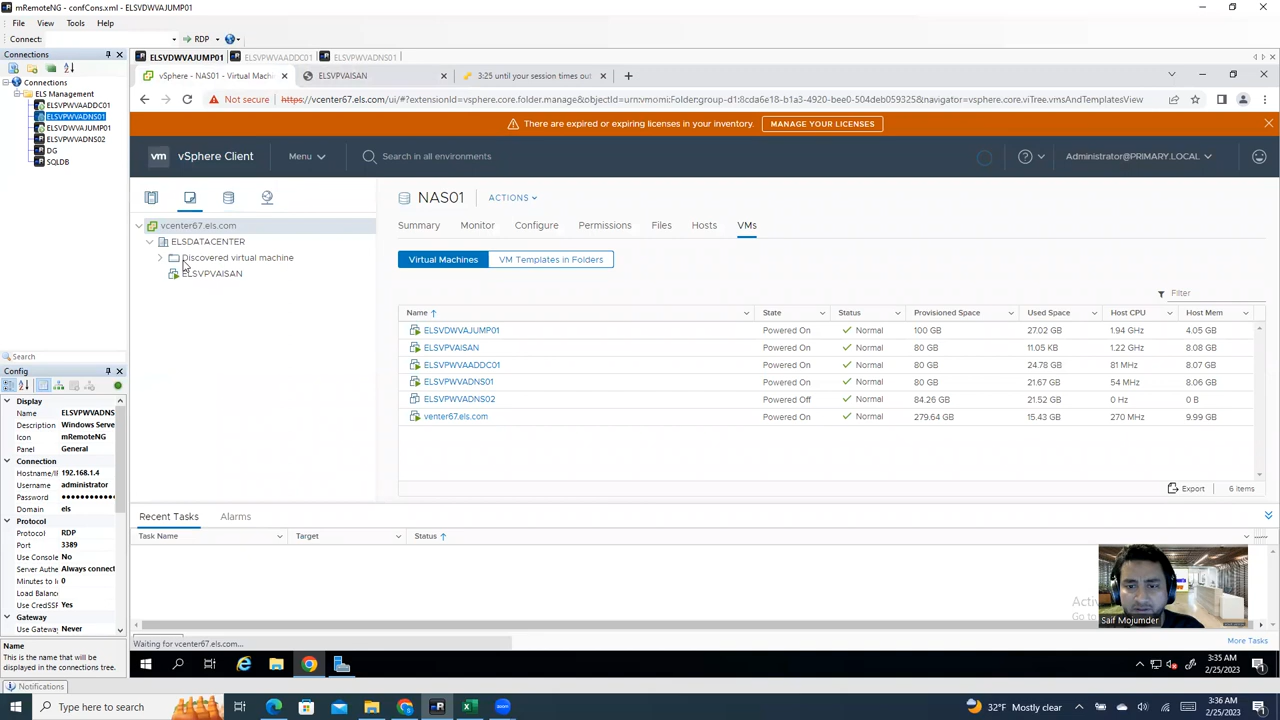 mRemoteNG - confCons.xml - ELSVDWVAJUMP01
File View Tools Help
Connect: RDP
Connections
Connections
ELS Management
ELSVPWVAADDC01
ELSVPWVADNS01
ELSVDWVAJUMP01
ELSVPWVADNS02
DG
SQLDB
Search
Config
Display
Name ELSVPWVADNS
Description Windows Serve
Icon mRemoteNG
Panel General
Connection
Hostname/IP 192.168.1.4
Username administrator
Password ••••••••••••
Domain els
Protocol
Protocol RDP
Port 3389
Use Console No
Server Authe Always connect
Minutes to I 0
Load Balance
Use CredSSP Yes
Gateway
Use Gateway Never
Name
This is the name that will be
displayed in the connections tree.
Notifications
ELSVDWVAJUMP01 ELSVPWVAADDC01 ELSVPWVADNS01
vSphere - NAS01 - Virtual Machin ELSVPVAISAN 3:25 until your session times out
Not secure https://vcenter67.els.com/ui/#?extensionId=vsphere.core.folder.manage&objectId=urn:vmomi:Folder:group-d1:8cda6e18-b1a3-4920-bee0-504deb059325&navigator=vsphere.core.viTree.vmsAndTemplatesView
There are expired or expiring licenses in your inventory. MANAGE YOUR LICENSES
vm vSphere Client Menu Search in all environments Administrator@PRIMARY.LOCAL
vcenter67.els.com
ELSDATACENTER
Discovered virtual machine
ELSVPVAISAN
NAS01 ACTIONS
Summary Monitor Configure Permissions Files Hosts VMs
Virtual Machines VM Templates in Folders
Filter
Name State Status Provisioned Space Used Space Host CPU Host Mem
ELSVDWVAJUMP01 Powered On Normal 100 GB 27.02 GB 1.94 GHz 4.05 GB
ELSVPVAISAN Powered On Normal 80 GB 11.05 KB 1.22 GHz 8.08 GB
ELSVPWVAADDC01 Powered On Normal 80 GB 24.78 GB 81 MHz 8.07 GB
ELSVPWVADNS01 Powered On Normal 80 GB 21.67 GB 54 MHz 8.06 GB
ELSVPWVADNS02 Powered Off Normal 84.26 GB 21.52 GB 0 Hz 0 B
venter67.els.com Powered On Normal 279.64 GB 15.43 GB 270 MHz 9.99 GB
Export 6 items
Recent Tasks Alarms
Task Name Target Status
Saif Mojumder
Waiting for vcenter67.els.com...
More Tasks
3:35 AM
2/25/2023
Type here to search
32°F Mostly clear
3:36 AM
2/25/2023